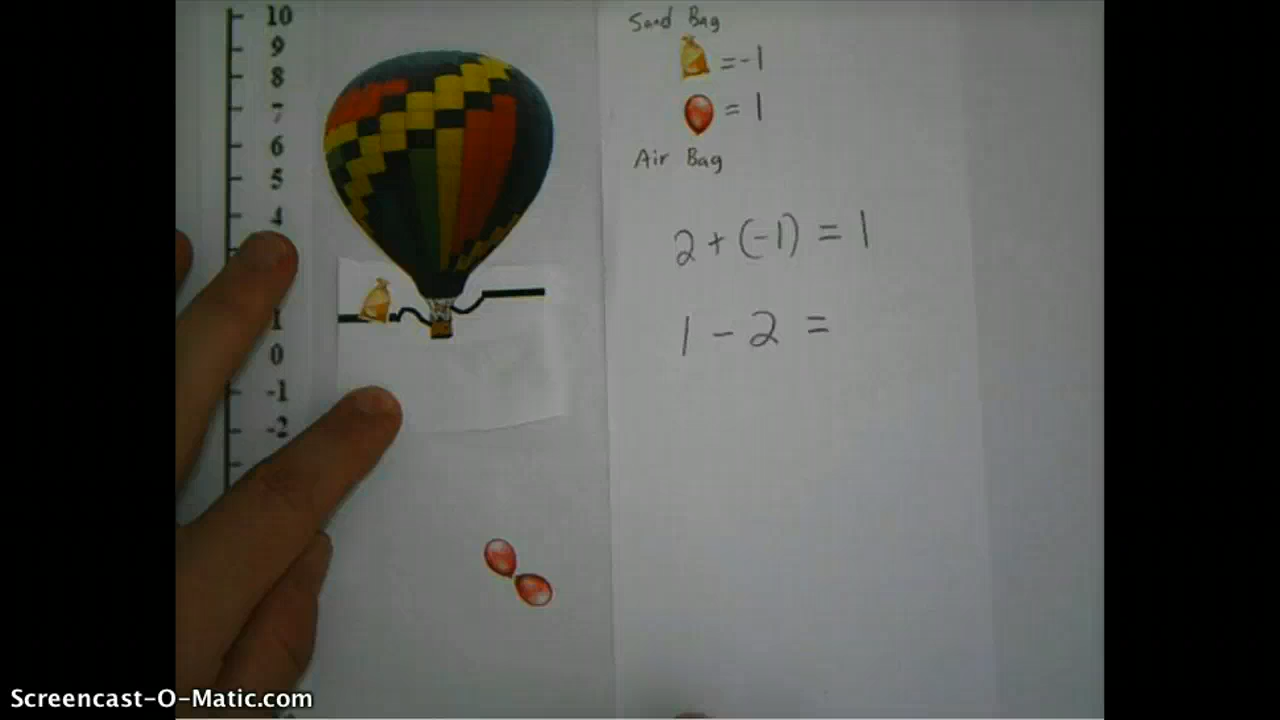 10
9
8
7
6
5
4
1
0
-1
-2
Sand Bag
=-1
= 1
Air Bag
2 + (-1) = 1
1 - 2 =
Screencast-O-Matic.com